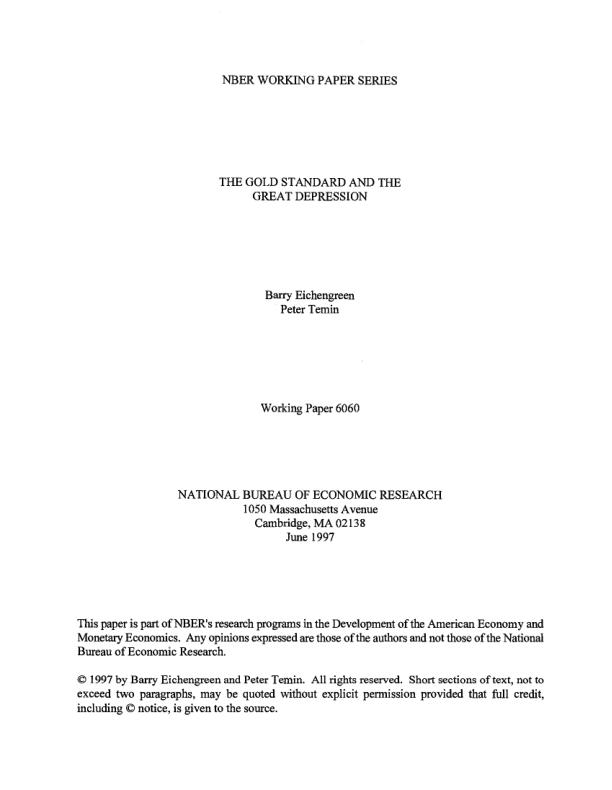 NBER WORKING PAPER SERIES
THE GOLD STANDARD AND THE
GREAT DEPRESSION
Barry Eichengreen
Peter Temin
Working Paper 6060
NATIONAL BUREAU OF ECONOMIC RESEARCH
1050 Massachusetts Avenue
Cambridge, MA 02138
June 1997
This paper is part of NBER's research programs in the Development of the American Economy and
Monetary Economics. Any opinions expressed are those of the authors and not those of the National
Bureau of Economic Research.
© 1997 by Barry Eichengreen and Peter Temin. All rights reserved. Short sections of text, not to
exceed two paragraphs, may be quoted without explicit permission provided that full credit,
including © notice, is given to the source.